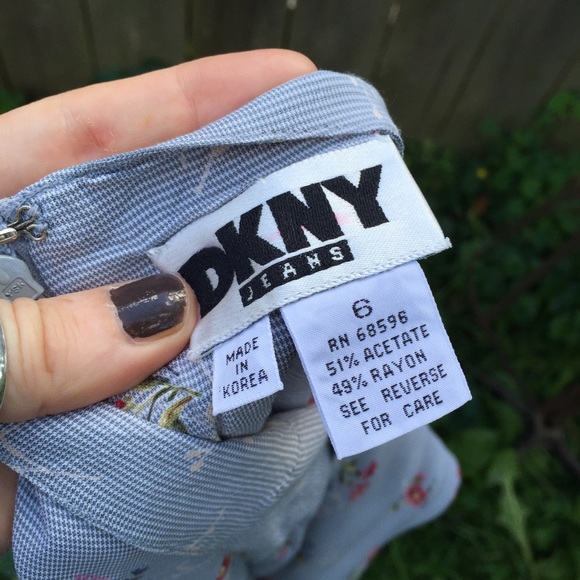 DKNY
JEANS
MADE
IN
KOREA
6
RN 68596
51% ACETATE
49% RAYON
SEE REVERSE
FOR CARE